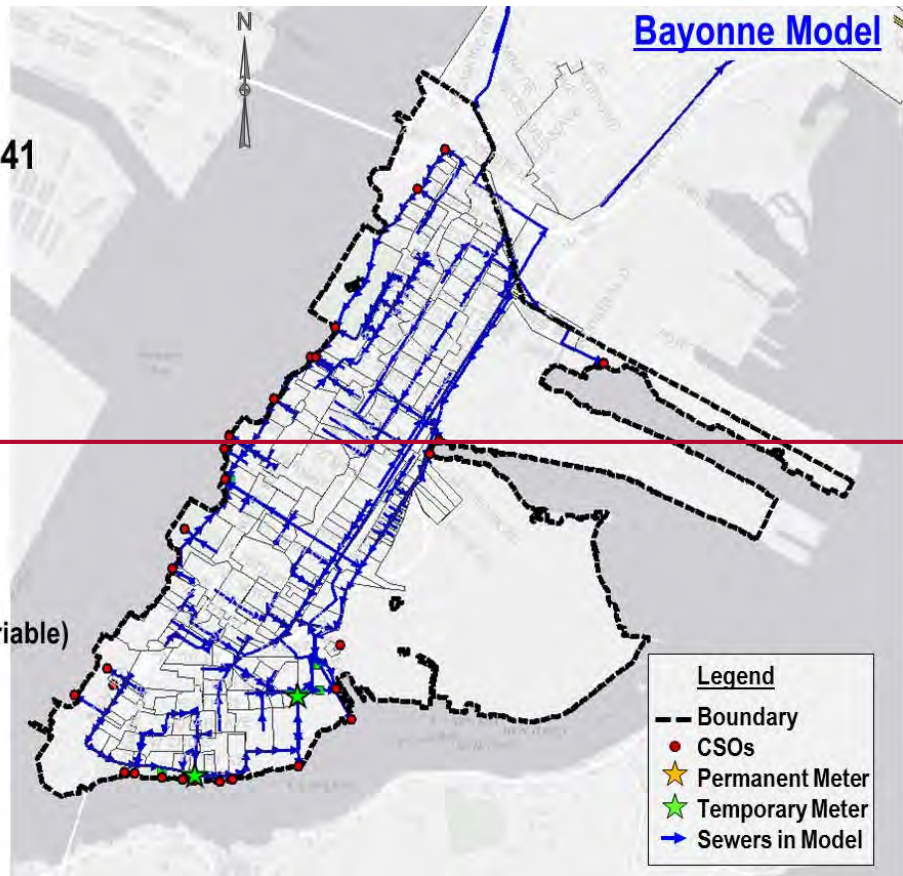 N
Bayonne Model
41
riable)
Legend
Boundary
CSOs
Permanent Meter
Temporary Meter
Sewers in Model